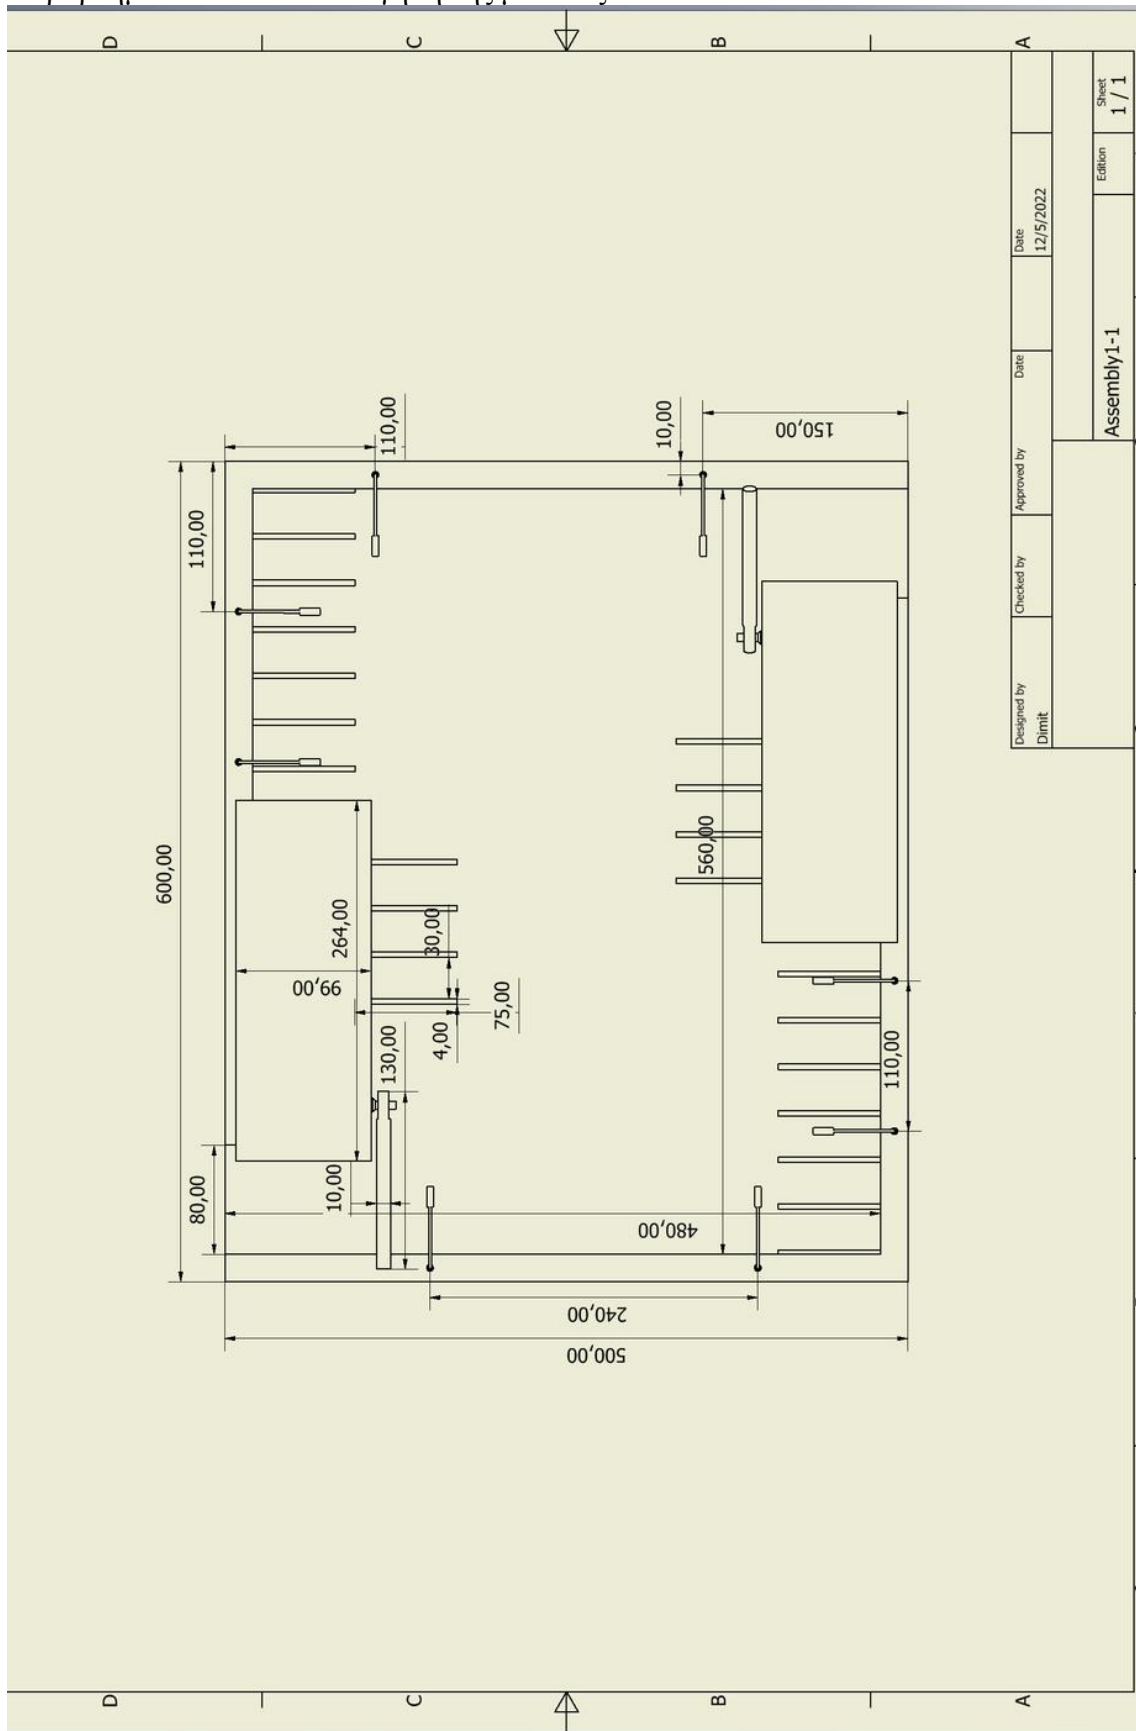 D
C
B
A
600,00
110,00
110,00
10,00
150,00
80,00
99,00
264,00
30,00
4,00
75,00
130,00
10,00
560,00
480,00
110,00
240,00
500,00
Designed by
Dimit
Checked by
Approved by
Date
Date
12/5/2022
Assembly1-1
Edition
Sheet
1 / 1
D
C
B
A